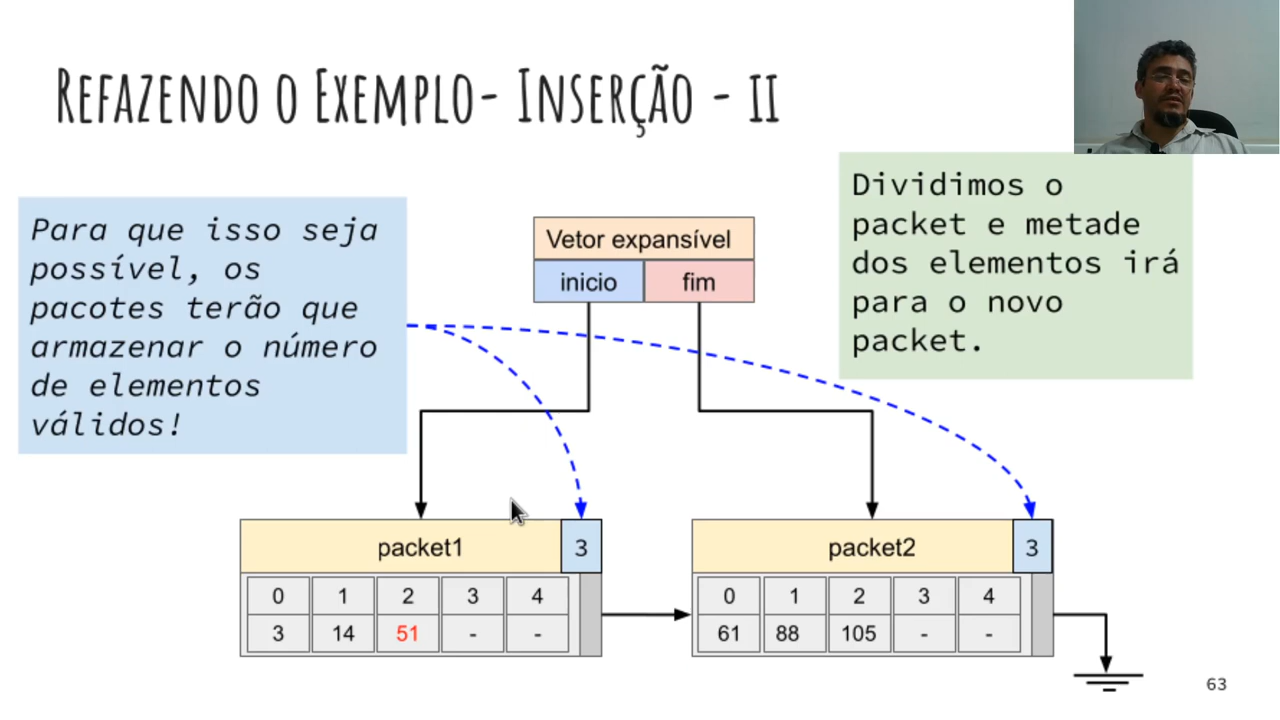 Refazendo o Exemplo- Inserção - II
Para que isso seja
possível, os
pacotes terão que
armazenar o número
de elementos
válidos!
Vetor expansível
inicio fim
Dividimos o
packet e metade
dos elementos irá
para o novo
packet.
packet1 3
0 1 2 3 4
3 14 51 - -
packet2 3
0 1 2 3 4
61 88 105 - -
63